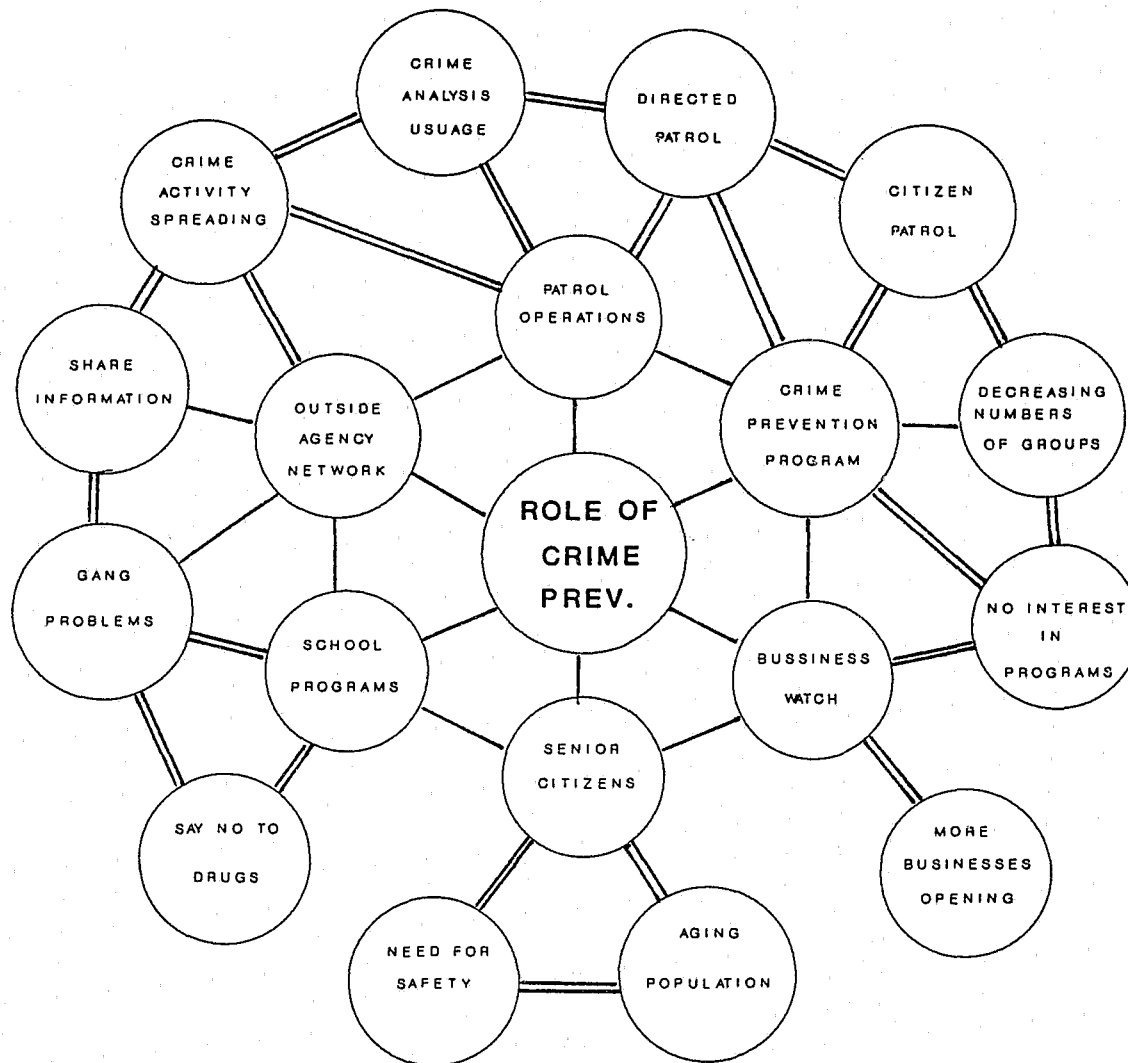 CRIME
ANALYSIS
USUAGE
DIRECTED
PATROL
CRIME
ACTIVITY
SPREADING
CITIZEN
PATROL
PATROL
OPERATIONS
SHARE
INFORMATION
OUTSIDE
AGENCY
NETWORK
CRIME
PREVENTION
PROGRAM
DECREASING
NUMBERS
OF GROUPS
ROLE OF
CRIME
PREV.
GANG
PROBLEMS
SCHOOL
PROGRAMS
BUSSINESS
WATCH
NO INTEREST
IN
PROGRAMS
SENIOR
CITIZENS
SAY NO TO
DRUGS
MORE
BUSINESSES
OPENING
NEED FOR
SAFETY
AGING
POPULATION